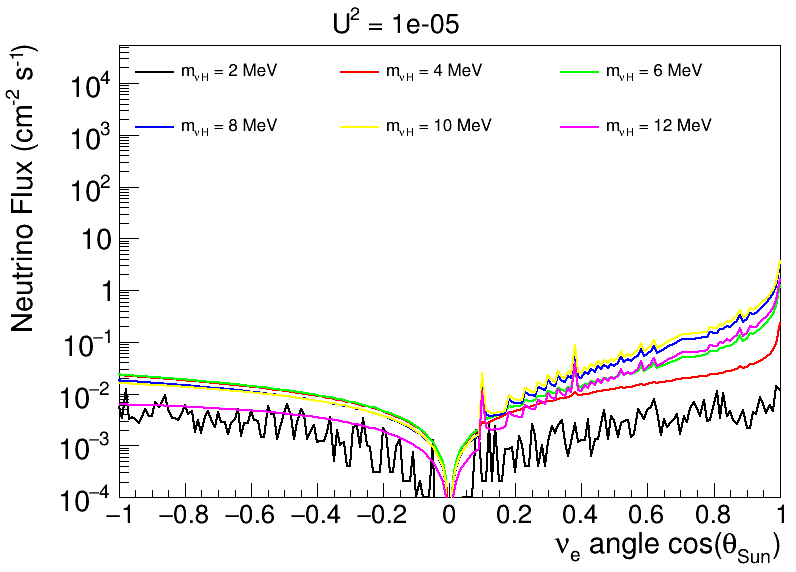 U² = 1e-05
Neutrino Flux (cm⁻² s⁻¹)
m_νH = 2 MeV m_νH = 4 MeV m_νH = 6 MeV
m_νH = 8 MeV m_νH = 10 MeV m_νH = 12 MeV
10⁴
10³
10²
10
1
10⁻¹
10⁻²
10⁻³
10⁻⁴
−1 −0.8 −0.6 −0.4 −0.2 0 0.2 0.4 0.6 0.8 1
ν_e angle cos(θ_Sun)